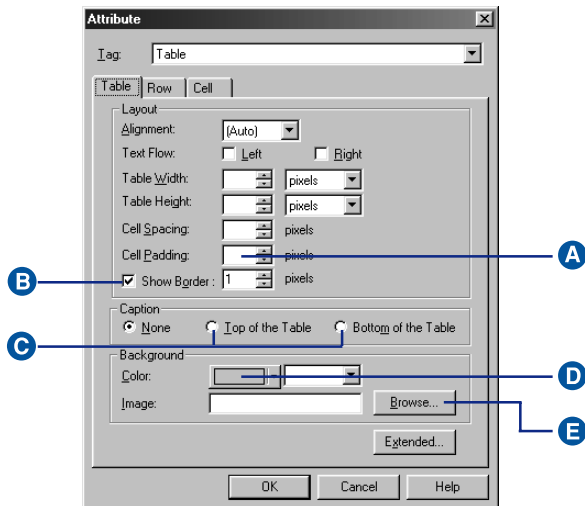 Attribute
Tag: Table
Table Row Cell
Layout
Alignment: (Auto)
Text Flow: Left Right
Table Width: pixels
Table Height: pixels
Cell Spacing: pixels
Cell Padding: pixels
A
B
Show Border: 1 pixels
Caption
None Top of the Table Bottom of the Table
C
Background
Color:
D
Image: Browse...
E
Extended...
OK Cancel Help